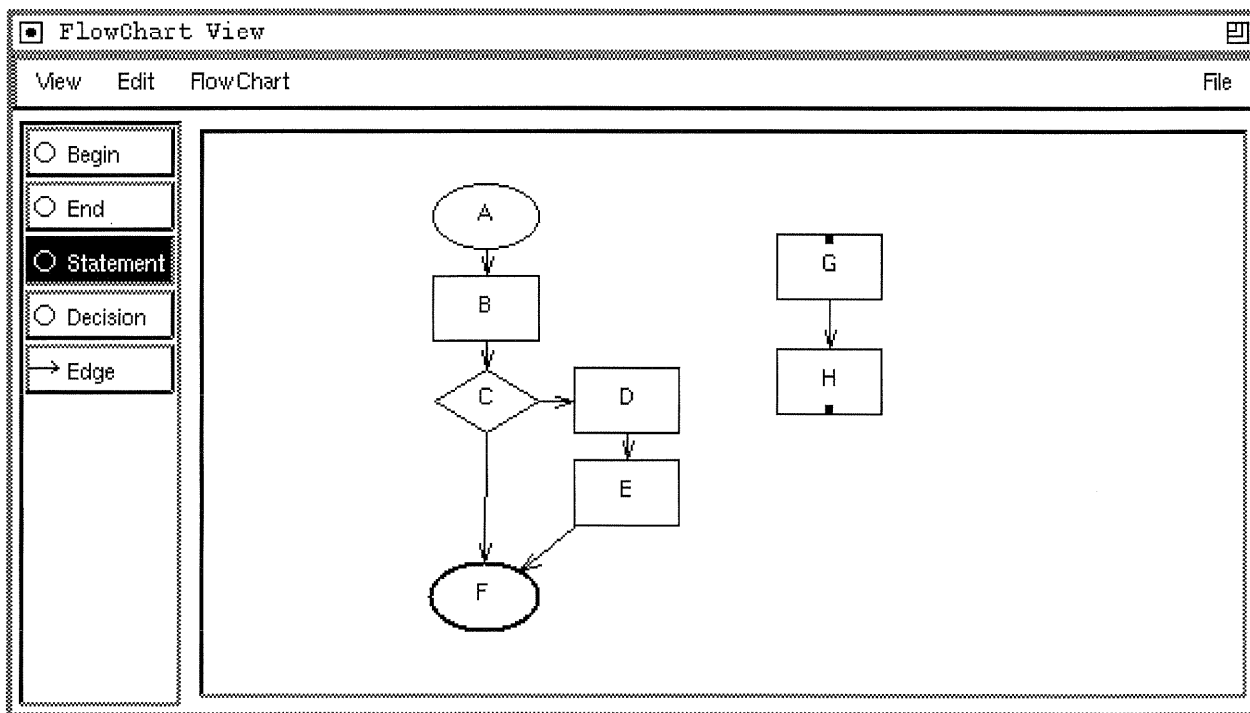 FlowChart View
View Edit FlowChart File
Begin
End
Statement
Decision
Edge
A
B
C
D
E
F
G
H